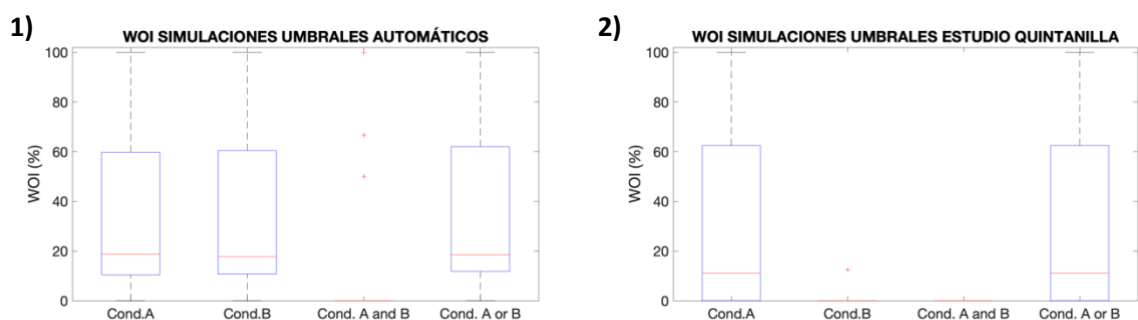 1)
WOI SIMULACIONES UMBRALES AUTOMÁTICOS
100
80
60
40
20
0
WOI (%)
Cond.A Cond.B Cond. A and B Cond. A or B
2)
WOI SIMULACIONES UMBRALES ESTUDIO QUINTANILLA
100
80
60
40
20
0
WOI (%)
Cond.A Cond.B Cond. A and B Cond. A or B